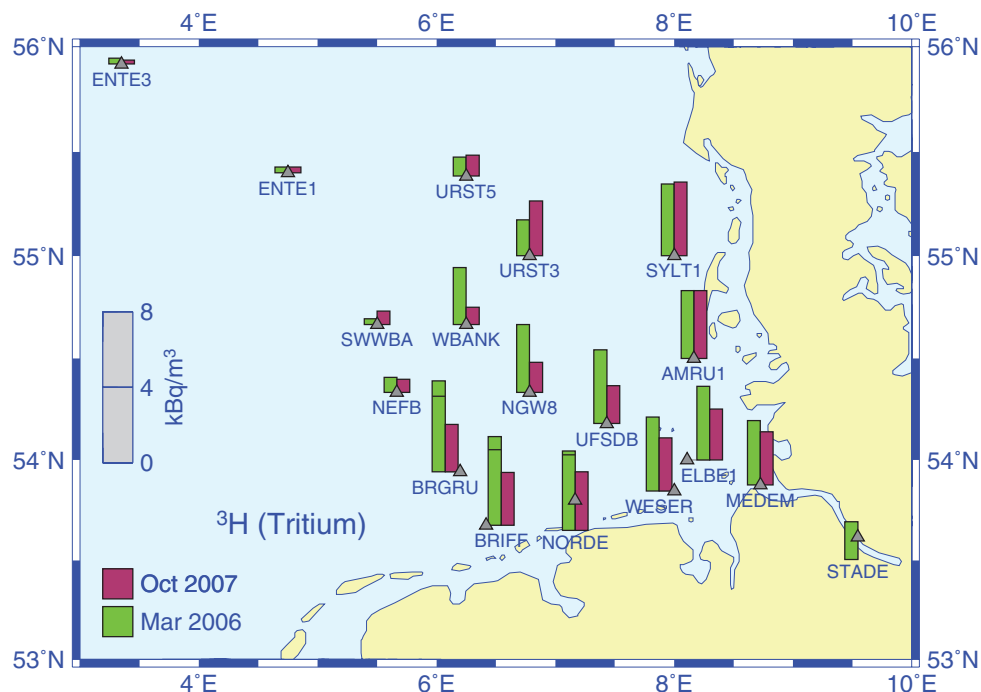 4°E 6°E 8°E 10°E
56°N 56°N
ENTE3
ENTE1 URST5
55°N 55°N
URST3 SYLT1
8
SWWBA WBANK
4
kBq/m³
AMRU1
NEFB NGW8
UFSDB
0
54°N 54°N
BRGRU ELBE1
WESER MEDEM
³H (Tritium)
BRIFF NORDE
STADE
Oct 2007
Mar 2006
53°N 53°N
4°E 6°E 8°E 10°E